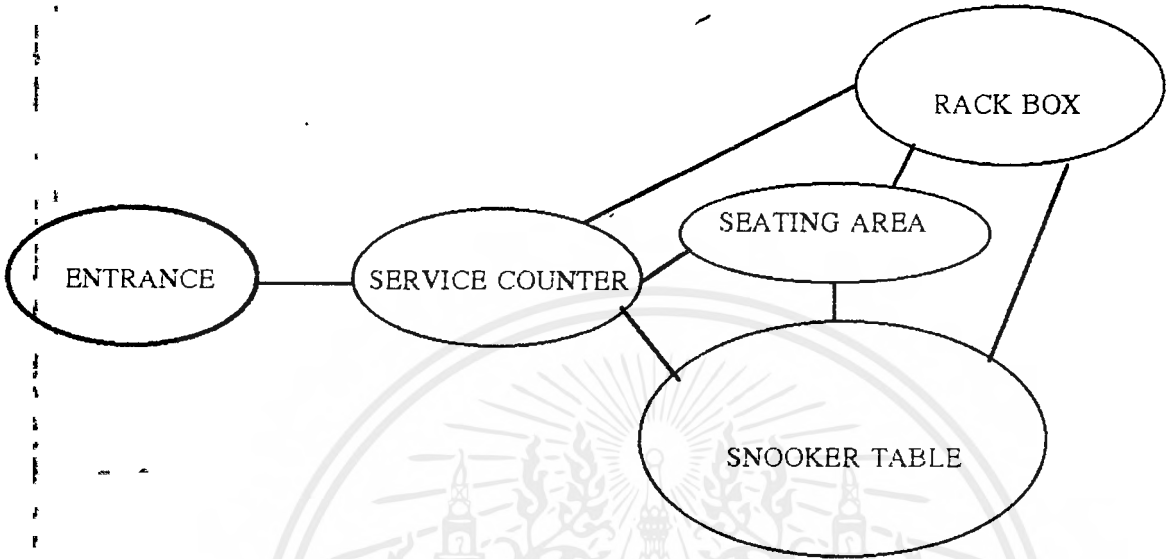 RACK BOX
SEATING AREA
ENTRANCE
SERVICE COUNTER
SNOOKER TABLE